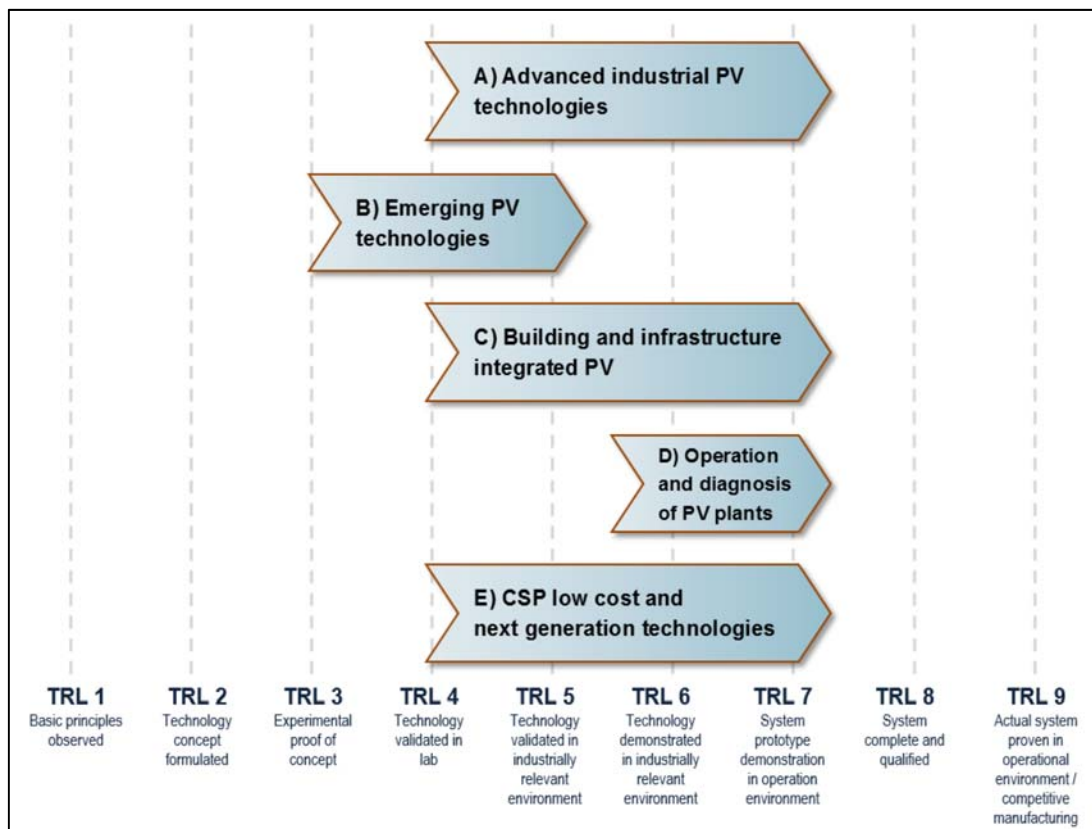 A) Advanced industrial PV
technologies
B) Emerging PV
technologies
C) Building and infrastructure
integrated PV
D) Operation
and diagnosis
of PV plants
E) CSP low cost and
next generation technologies
TRL 1
Basic principles
observed
TRL 2
Technology
concept
formulated
TRL 3
Experimental
proof of
concept
TRL 4
Technology
validated in
lab
TRL 5
Technology
validated in
industrially
relevant
environment
TRL 6
Technology
demonstrated
in industrially
relevant
environment
TRL 7
System
prototype
demonstration
in operation
environment
TRL 8
System
complete and
qualified
TRL 9
Actual system
proven in
operational
environment /
competitive
manufacturing